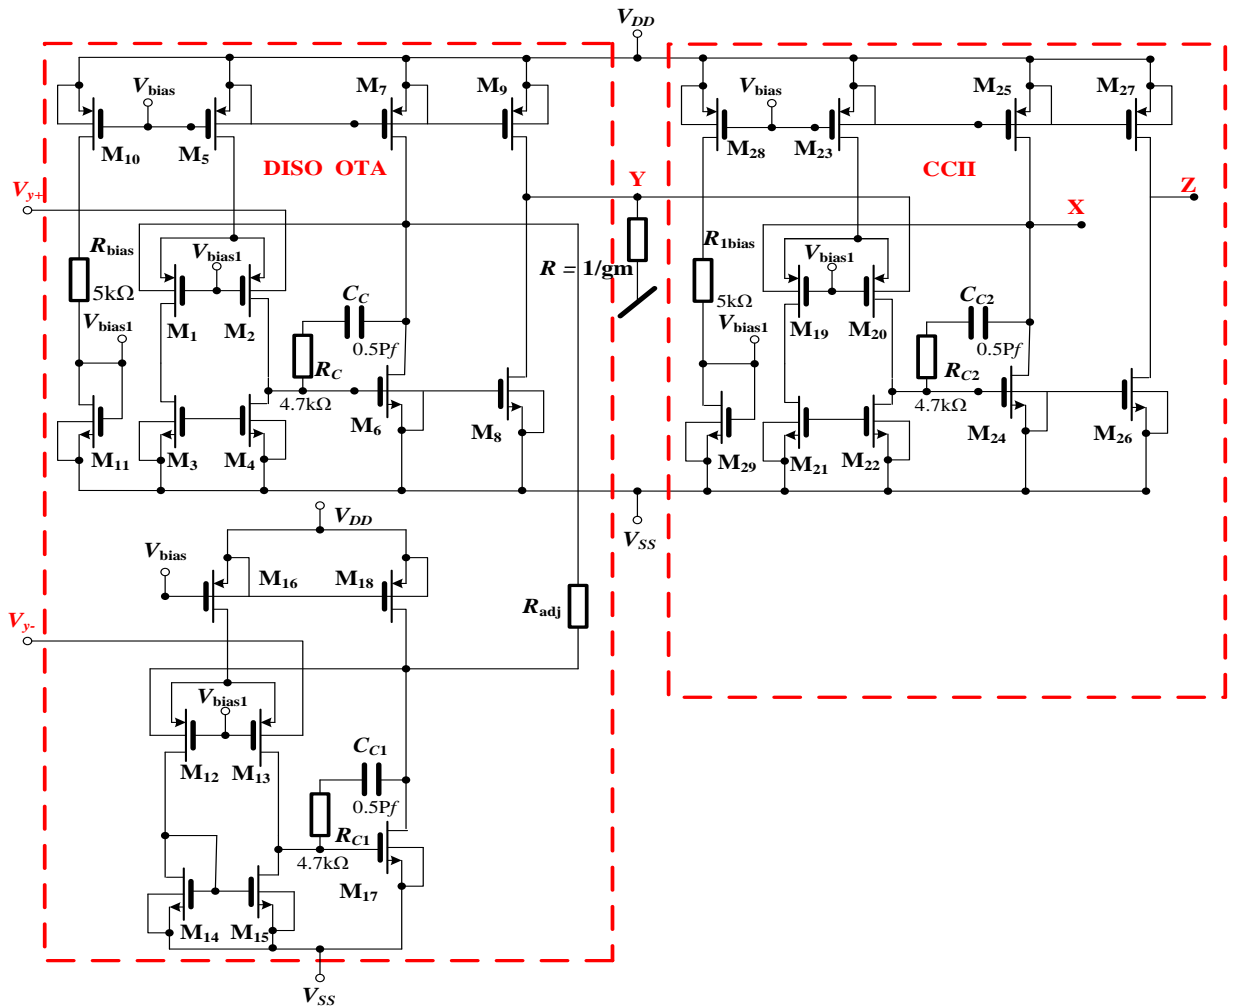 VDD
Vbias
M7
M9
Vbias
M25
M27
M10
M5
M28
M23
DISO OTA
CCII
Vy+
Y
Z
X
Rbias
5kΩ
Vbias1
R = 1/gm
R1bias
5kΩ
Vbias1
Vbias1
Vbias1
M1
M2
CC
0.5Pf
RC
4.7kΩ
M19
M20
CC2
0.5Pf
RC2
4.7kΩ
M6
M8
M24
M26
M11
M3
M4
M29
M21
M22
VDD
VSS
Vbias
M16
M18
Radj
Vy-
Vbias1
M12
M13
CC1
0.5Pf
RC1
4.7kΩ
M17
M14
M15
VSS